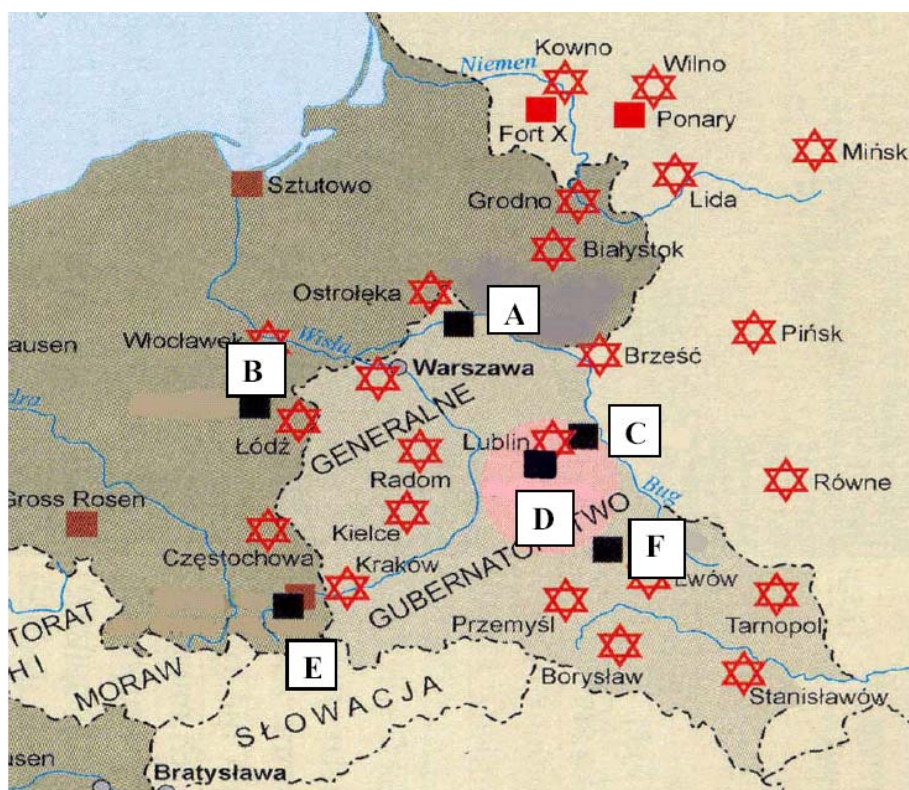 Kowno
Niemen
Wilno
Fort X
Ponary
Mińsk
Sztutowo
Lida
Grodno
Białystok
Ostrołęka
A
Pińsk
Włocławek
Wisła
Brześć
ausen
Warszawa
B
C
Łódź
GENERALNE
Lublin
Radom
Bug
Równe
Gross Rosen
D
Kielce
F
Częstochowa
Kraków
GUBERNATORSTWO
Lwów
TORAT
HI
Przemyśl
Tarnopol
MORAW
E
Borysław
SŁOWACJA
Stanisławów
usen
Bratysława